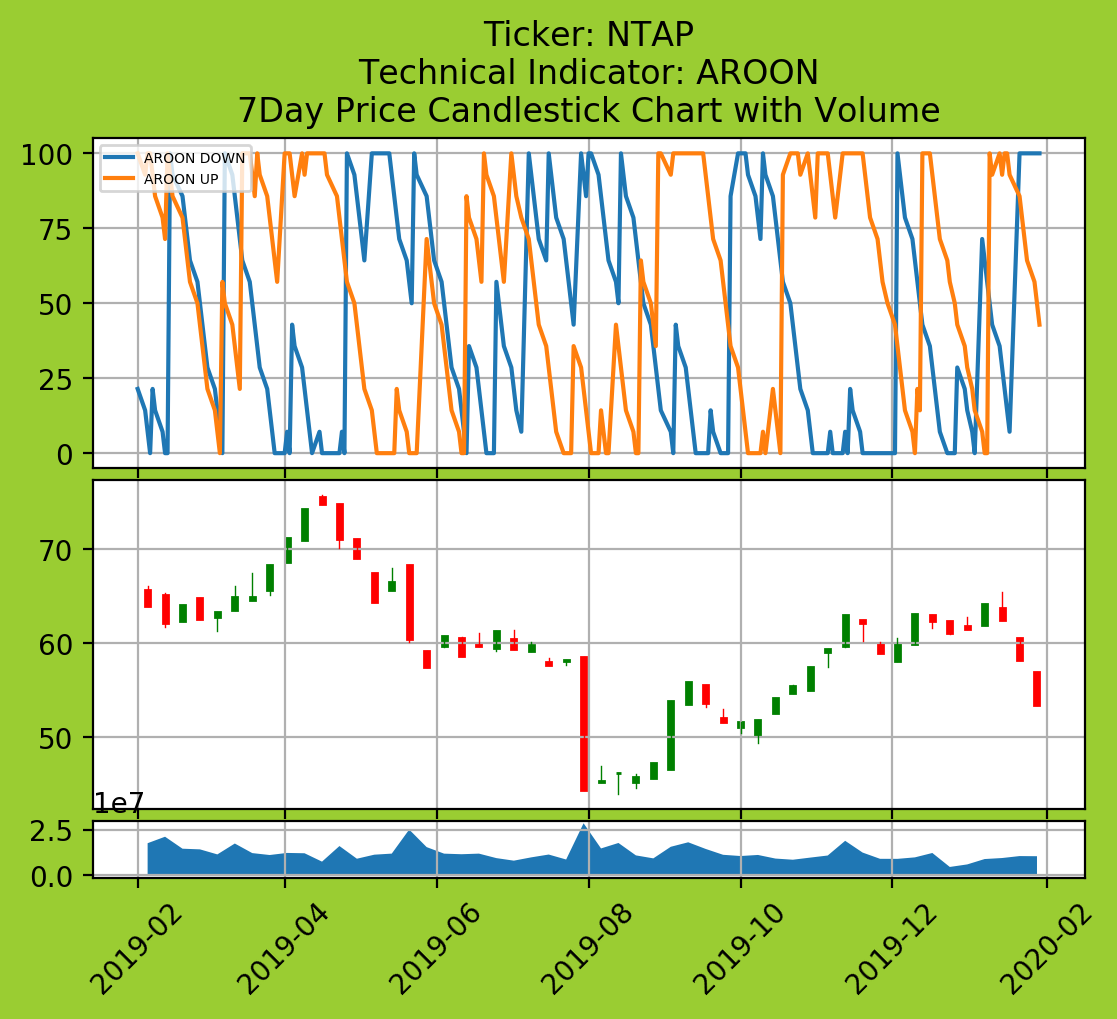 Ticker: NTAP
Technical Indicator: AROON
7Day Price Candlestick Chart with Volume
AROON DOWN
AROON UP
100
75
50
25
0
70
60
50
1e7
2.5
0.0
2019-02
2019-04
2019-06
2019-08
2019-10
2019-12
2020-02